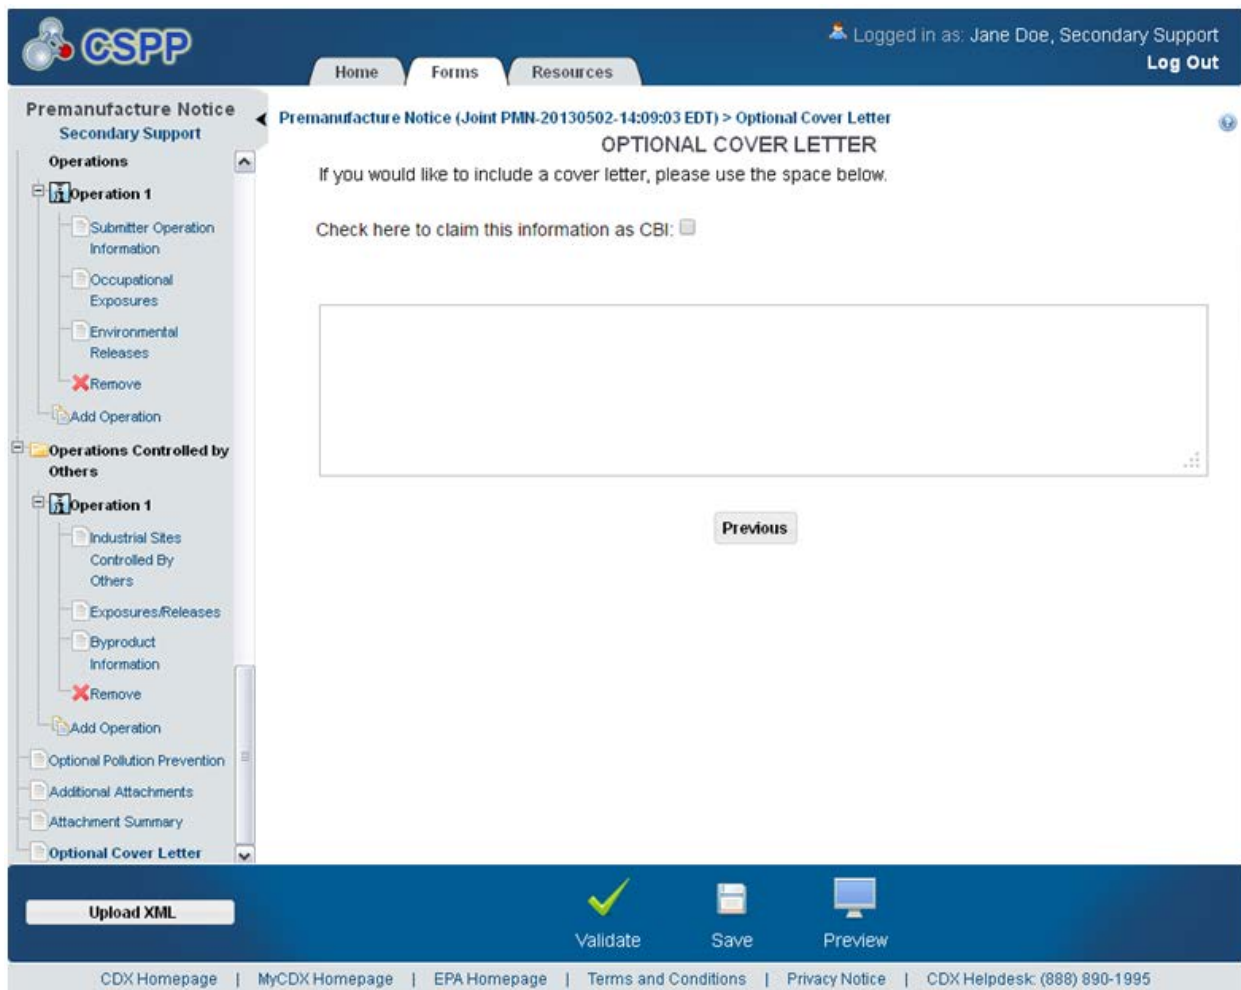 CSPP
Logged in as: Jane Doe, Secondary Support
Log Out
Home
Forms
Resources
Premanufacture Notice
Secondary Support
Operations
Operation 1
Submitter Operation
Information
Occupational
Exposures
Environmental
Releases
Remove
Add Operation
Operations Controlled by
Others
Operation 1
Industrial Sites
Controlled By
Others
Exposures/Releases
Byproduct
Information
Remove
Add Operation
Optional Pollution Prevention
Additional Attachments
Attachment Summary
Optional Cover Letter
Premanufacture Notice (Joint PMN-20130502-14:09:03 EDT) > Optional Cover Letter
OPTIONAL COVER LETTER
If you would like to include a cover letter, please use the space below.
Check here to claim this information as CBI:
Previous
Upload XML
Validate
Save
Preview
CDX Homepage | MyCDX Homepage | EPA Homepage | Terms and Conditions | Privacy Notice | CDX Helpdesk: (888) 890-1995